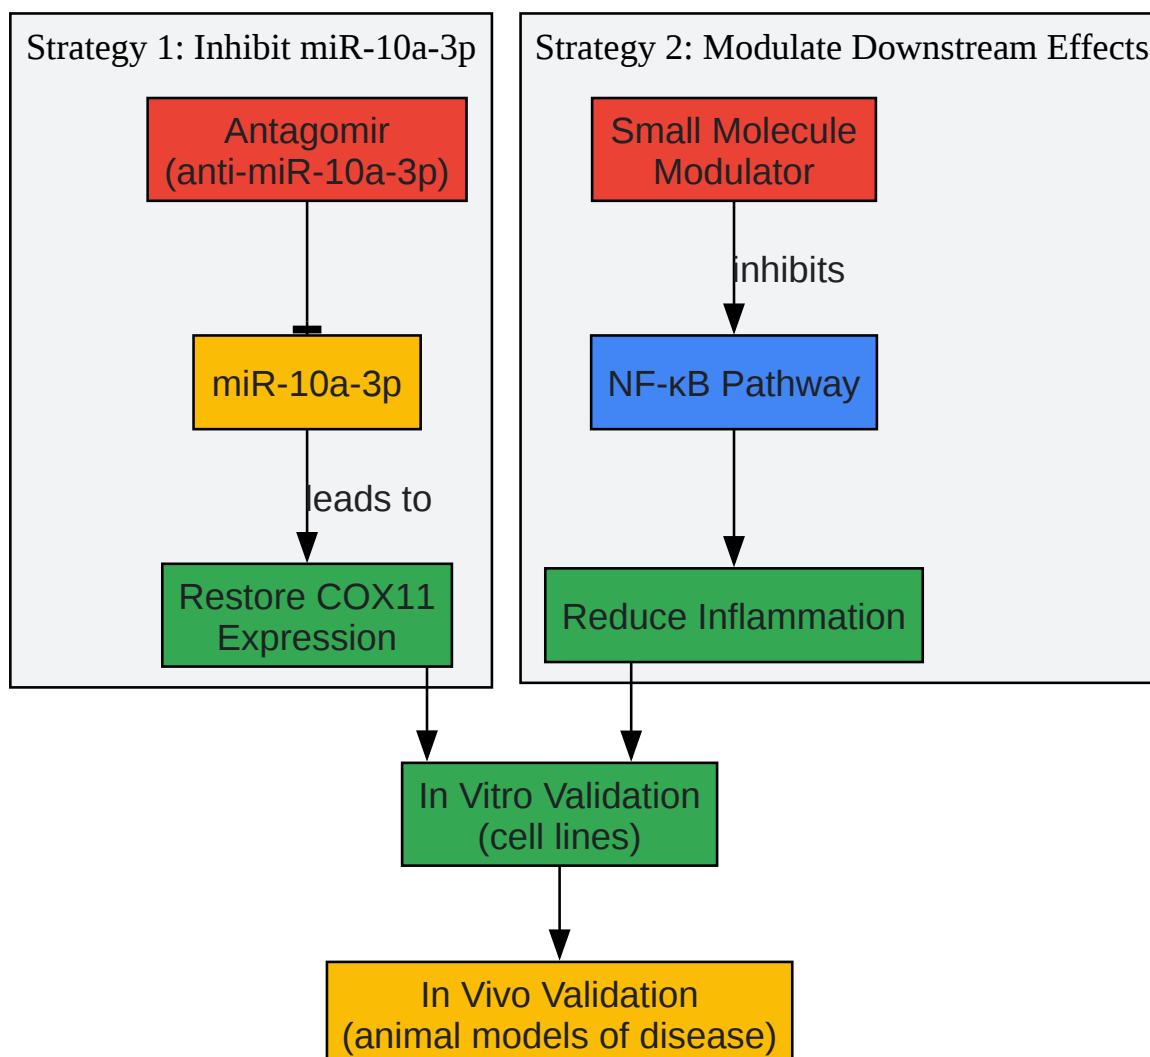 Strategy 1: Inhibit miR-10a-3p
Antagomir
(anti-miR-10a-3p)
miR-10a-3p
leads to
Restore COX11
Expression
Strategy 2: Modulate Downstream Effects
Small Molecule
Modulator
inhibits
NF-κB Pathway
Reduce Inflammation
In Vitro Validation
(cell lines)
In Vivo Validation
(animal models of disease)